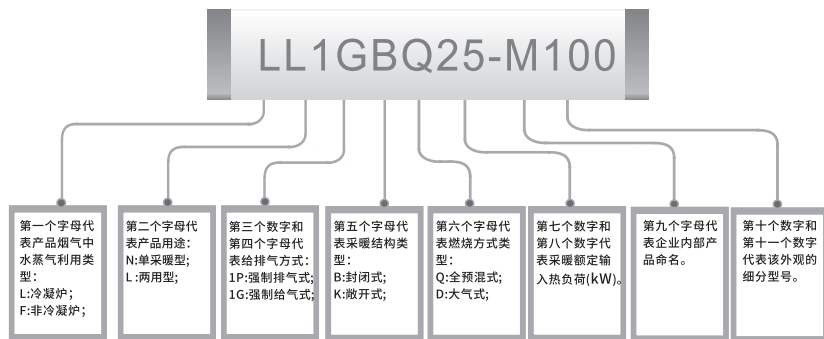 LL1GBQ25-M100
第一个字母代
表产品烟气中
水蒸气利用类
型：
L:冷凝炉；
F:非冷凝炉；
第二个字母代
表产品用途：
N:单采暖型；
L:两用型；
第三个数字和
第四个字母代
表给排气方式：
1P:强制排气式；
1G:强制给气式；
第五个字母代
表采暖结构类
型：
B:封闭式；
K:敞开式；
第六个字母代
表燃烧方式类
型：
Q:全预混式；
D:大气式；
第七个数字和
第八个数字代
表采暖额定输
入热负荷(kW)。
第九个字母代
表企业内部产
品命名。
第十个数字和
第十一个数字
代表该外观的
细分型号。